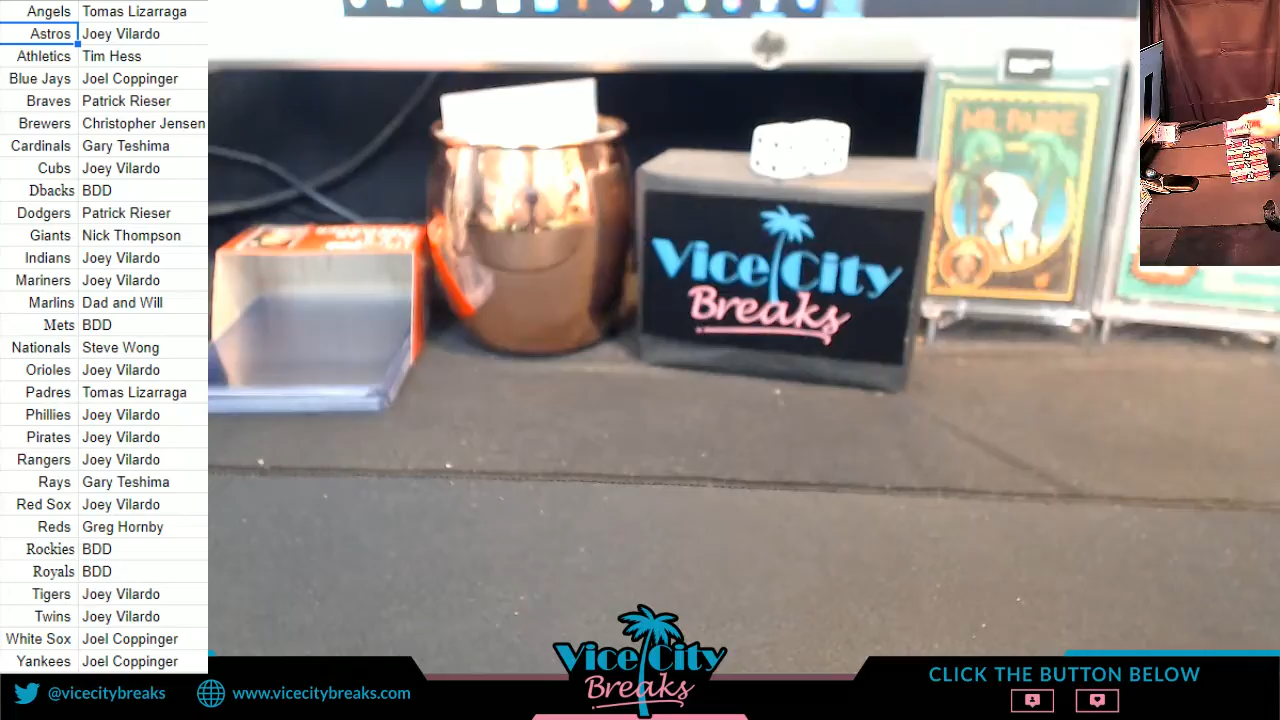 Angels Tomas Lizarraga
Astros Joey Vilardo
Athletics Tim Hess
Blue Jays Joel Coppinger
Braves Patrick Rieser
Brewers Christopher Jensen
Cardinals Gary Teshima
Cubs Joey Vilardo
Dbacks BDD
Dodgers Patrick Rieser
Giants Nick Thompson
Indians Joey Vilardo
Mariners Joey Vilardo
Marlins Dad and Will
Mets BDD
Nationals Steve Wong
Orioles Joey Vilardo
Padres Tomas Lizarraga
Phillies Joey Vilardo
Pirates Joey Vilardo
Rangers Joey Vilardo
Rays Gary Teshima
Red Sox Joey Vilardo
Reds Greg Hornby
Rockies BDD
Royals BDD
Tigers Joey Vilardo
Twins Joey Vilardo
White Sox Joel Coppinger
Yankees Joel Coppinger
hp
Vice City
Breaks
Vice City
Breaks
@vicecitybreaks
www.vicecitybreaks.com
CLICK THE BUTTON BELOW